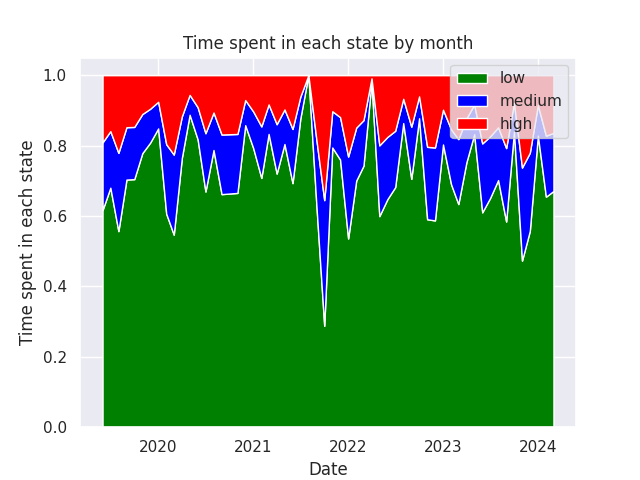 Time spent in each state by month
low
medium
high
1.0
0.8
0.6
0.4
0.2
0.0
Time spent in each state
2020
2021
2022
2023
2024
Date